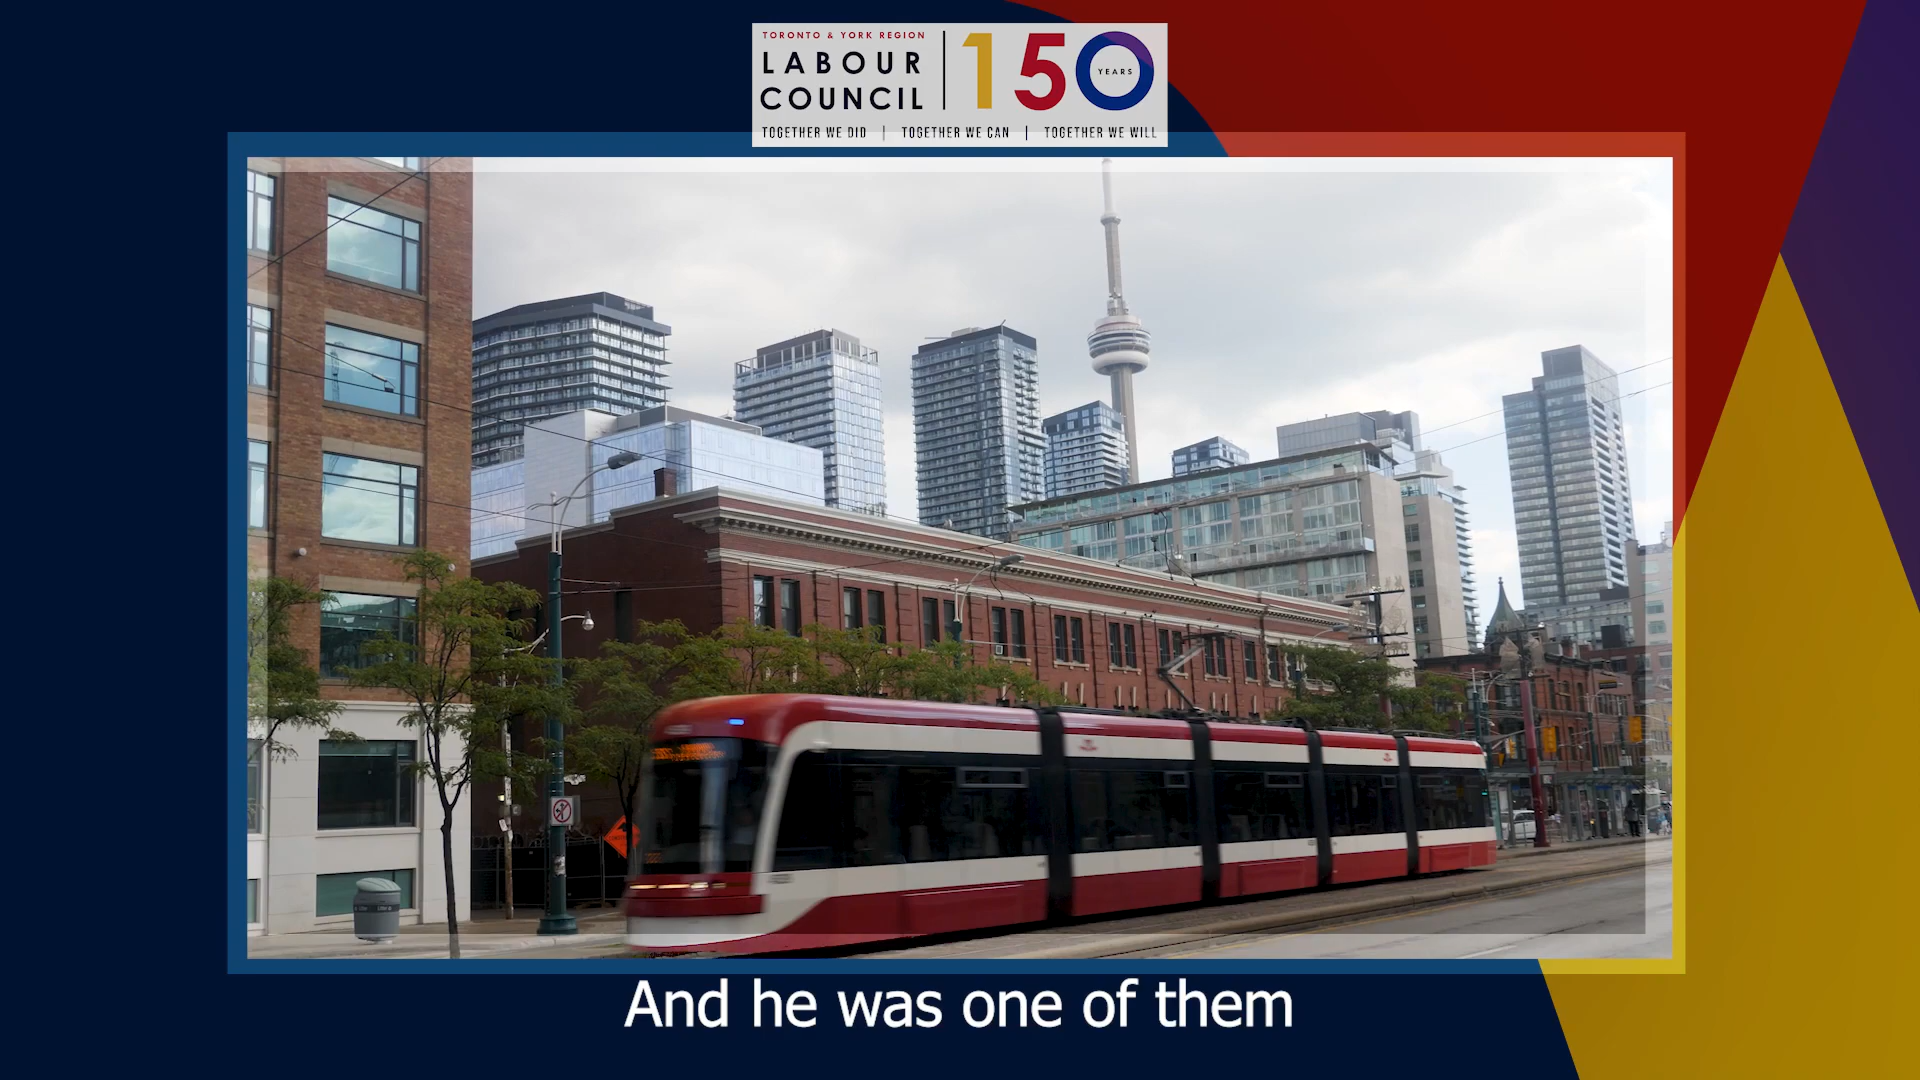 TORONTO & YORK REGION
LABOUR
COUNCIL
150
YEARS
TOGETHER WE DID | TOGETHER WE CAN | TOGETHER WE WILL
And he was one of them